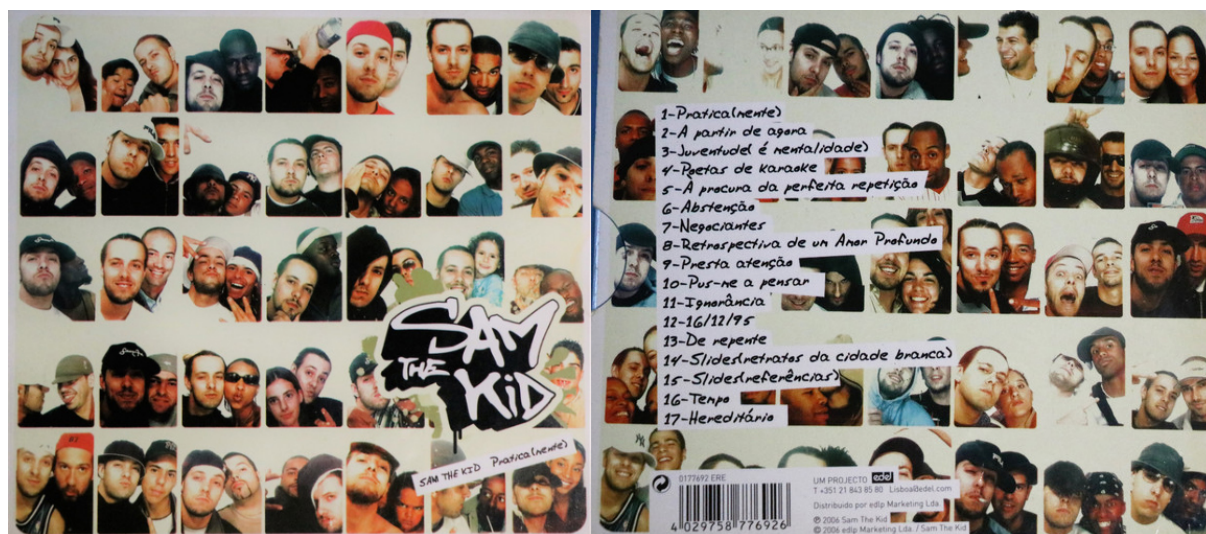 SAM
THE
KiD
SAM THE KID Pratica(mente)
1-Pratica(mente)
2-A partir de agora
3-Juventude( é mentalidade)
4-Poetas de karaoke
5-À procura da perfeita repetição
6-Abstenção
7-Negociantes
8-Retrospectiva de um Amor Profundo
9-Presta atenção
10-Pus-me a pensar
11-Ignorância
12-16/12/95
13-De repente
14-Slides(retratos da cidade branca)
15-Slides(referências)
16-Tempo
17-Hereditário
0177692 ERE
4 029758 776926
UM PROJECTO edel
T +351 21 843 85 80 Lisboa@edel.com
Distribuido por edlp Marketing Lda.
℗ 2006 Sam The Kid
© 2006 edlp Marketing Lda. / Sam The Kid